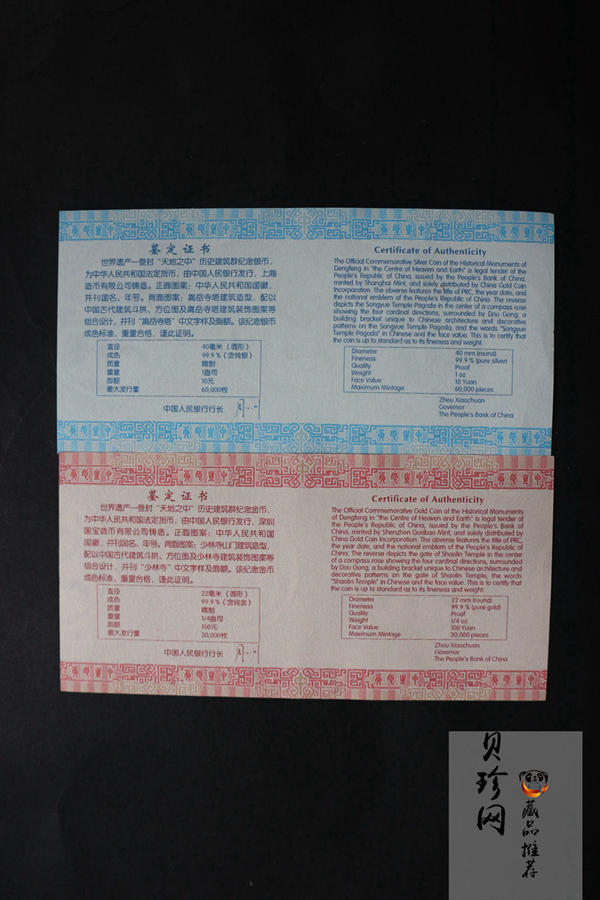 鉴定证书
世界遗产—登封“天地之中”历史建筑群纪念银币，
为中华人民共和国法定货币，由中国人民银行发行，上海
造币有限公司铸造。正面图案：中华人民共和国国徽，
并刊国名、年号。背面图案：嵩岳寺塔建筑造型，配以
中国古代建筑斗拱、方位图及嵩岳寺塔建筑装饰图案等
组合设计，并刊“嵩岳寺塔”中文字样及面额。该纪念银币
成色标准，重量合格，谨此证明。
直径 40毫米（圆形）
成色 99.9%（含纯银）
质量 精制
重量 1盎司
面额 10元
最大发行量 60,000枚
中国人民银行行长
Certificate of Authenticity
The Official Commemorative Silver Coin of the Historical Monuments of
Dengfeng in "the Centre of Heaven and Earth" is legal tender of the
People's Republic of China, issued by the People's Bank of China,
minted by Shanghai Mint, and solely distributed by China Gold Coin
Incorporation. The obverse features the title of PRC, the year date, and
the national emblem of the People's Republic of China. The reverse
depicts the Songyue Temple Pagoda in the center of a compass rose
showing the four cardinal directions, surrounded by Dou Gong, a
building bracket unique to Chinese architecture and decorative
patterns on the Songyue Temple Pagoda, and the words "Songyue
Temple Pagoda" in Chinese and the face value. This is to certify that
the coin is up to standard as to its fineness and weight.
Diameter 40 mm (round)
Fineness 99.9 % (pure silver)
Quality Proof
Weight 1 oz
Face Value 10 Yuan
Maximum Mintage 60,000 pieces
Zhou Xiaochuan
Governor
The People's Bank of China
鉴定证书
世界遗产—登封“天地之中”历史建筑群纪念金币，
为中华人民共和国法定货币，由中国人民银行发行，深圳
国宝造币有限公司铸造。正面图案：中华人民共和国
国徽，并刊国名、年号。背面图案：少林寺山门建筑造型，
配以中国古代建筑斗拱、方位图及少林寺建筑装饰图案等
组合设计，并刊“少林寺”中文字样及面额。该纪念金币
成色标准，重量合格，谨此证明。
直径 22毫米（圆形）
成色 99.9%（含纯金）
质量 精制
重量 1/4盎司
面额 100元
最大发行量 30,000枚
中国人民银行行长
Certificate of Authenticity
The Official Commemorative Gold Coin of the Historical Monuments
of Dengfeng in "the Centre of Heaven and Earth" is legal tender of
the People's Republic of China, issued by the People's Bank of
China, minted by Shenzhen Guobao Mint, and solely distributed by
China Gold Coin Incorporation. The obverse features the title of PRC,
the year date, and the national emblem of the People's Republic of
China. The reverse depicts the gate of Shaolin Temple in the center
of a compass rose showing the four cardinal directions, surrounded
by Dou Gong, a building bracket unique to Chinese architecture and
decorative patterns on the gate of Shaolin Temple, the words
"Shaolin Temple" in Chinese and the face value. This is to certify that
the coin is up to standard as to its fineness and weight.
Diameter 22 mm (round)
Fineness 99.9 % (pure gold)
Quality Proof
Weight 1/4 oz
Face Value 100 Yuan
Maximum Mintage 30,000 pieces
Zhou Xiaochuan
Governor
The People's Bank of China
贝珍网
藏品推荐